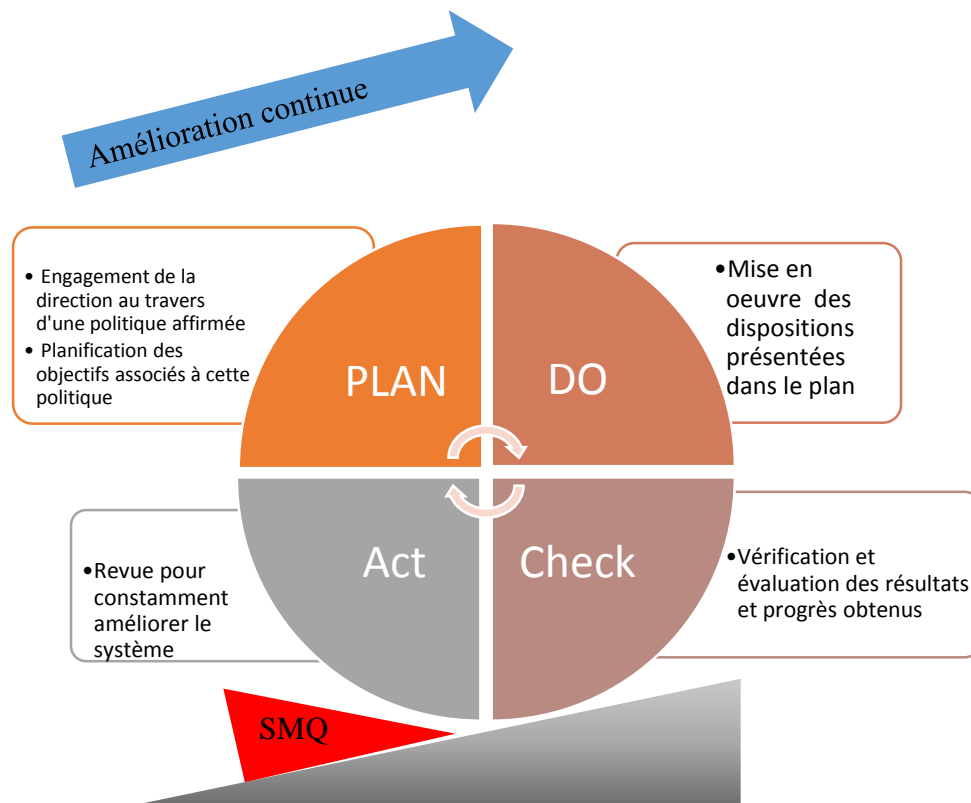 Amélioration continue
• Engagement de la
direction au travers
d'une politique affirmée
• Planification des
objectifs associés à cette
politique
PLAN
DO
•Mise en
oeuvre des
dispositions
présentées
dans le plan
•Revue pour
constamment
améliorer le
système
Act
Check
•Vérification et
évaluation des résultats
et progrès obtenus
SMQ